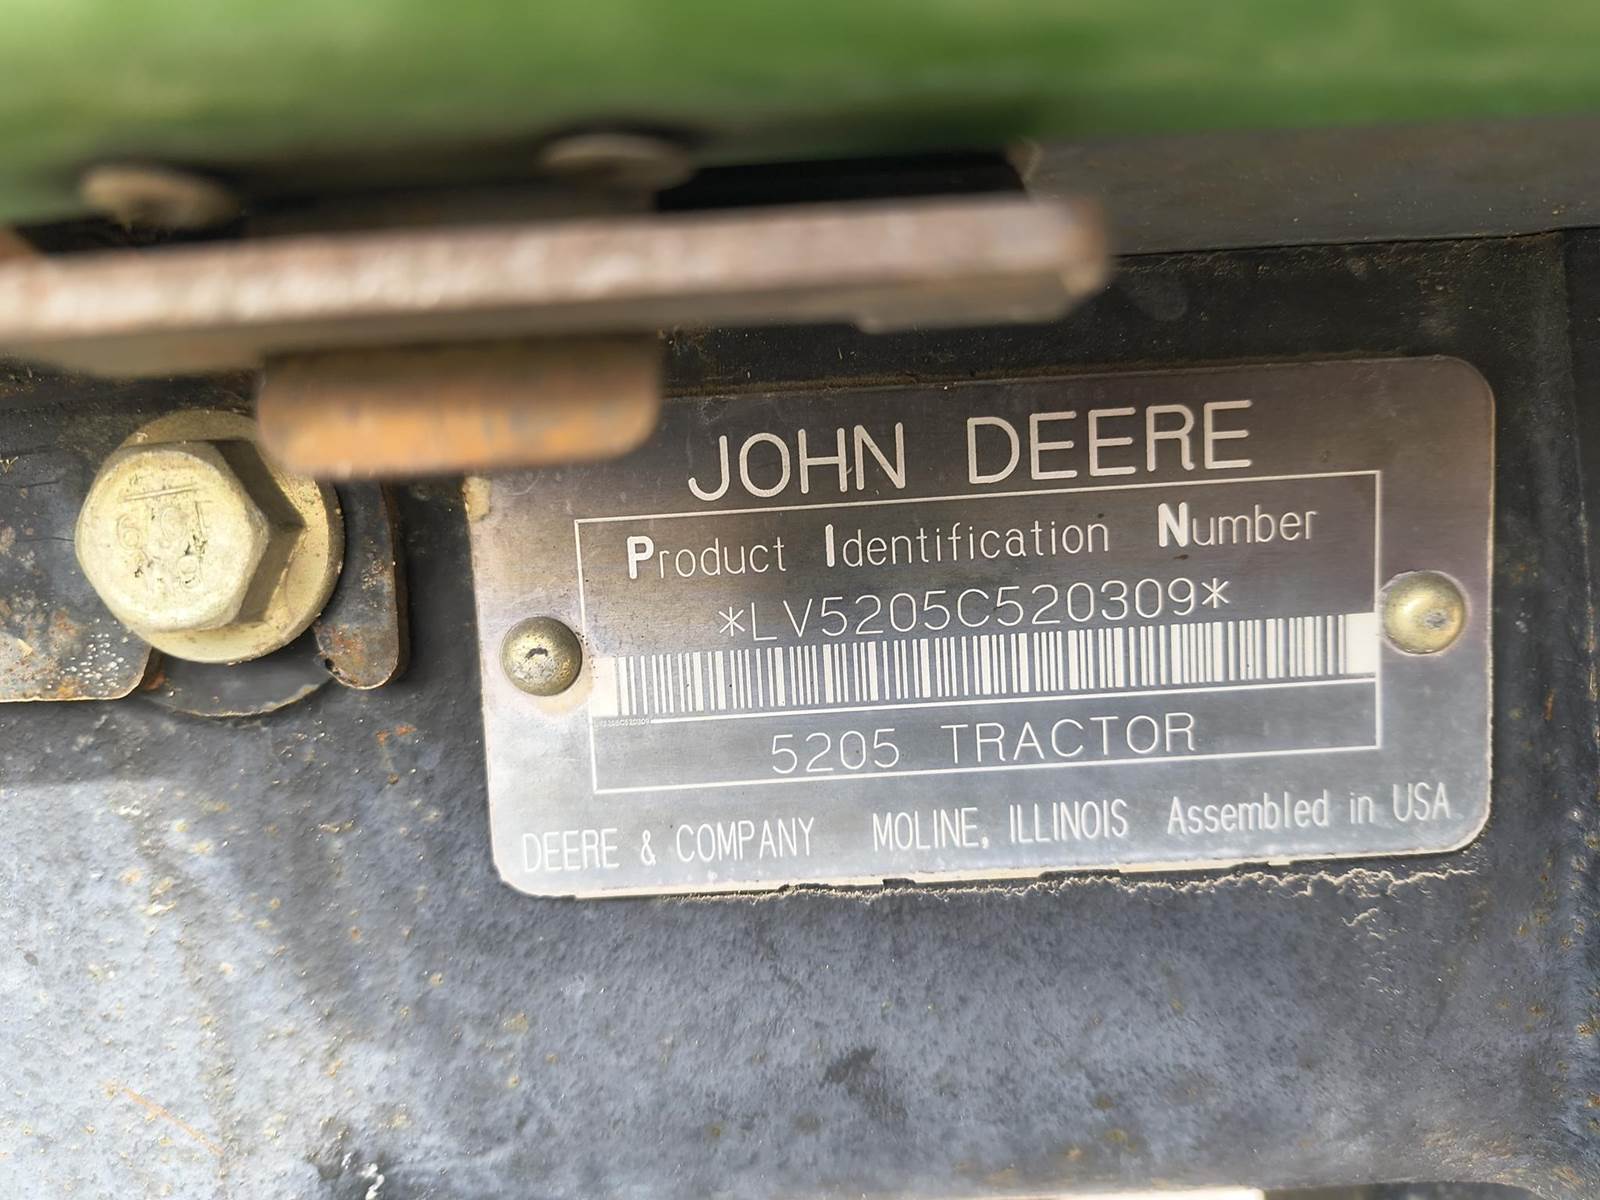 JOHN DEERE
Product Identification Number
*LV5205C520309*
5205 TRACTOR
DEERE & COMPANY MOLINE, ILLINOIS Assembled in USA